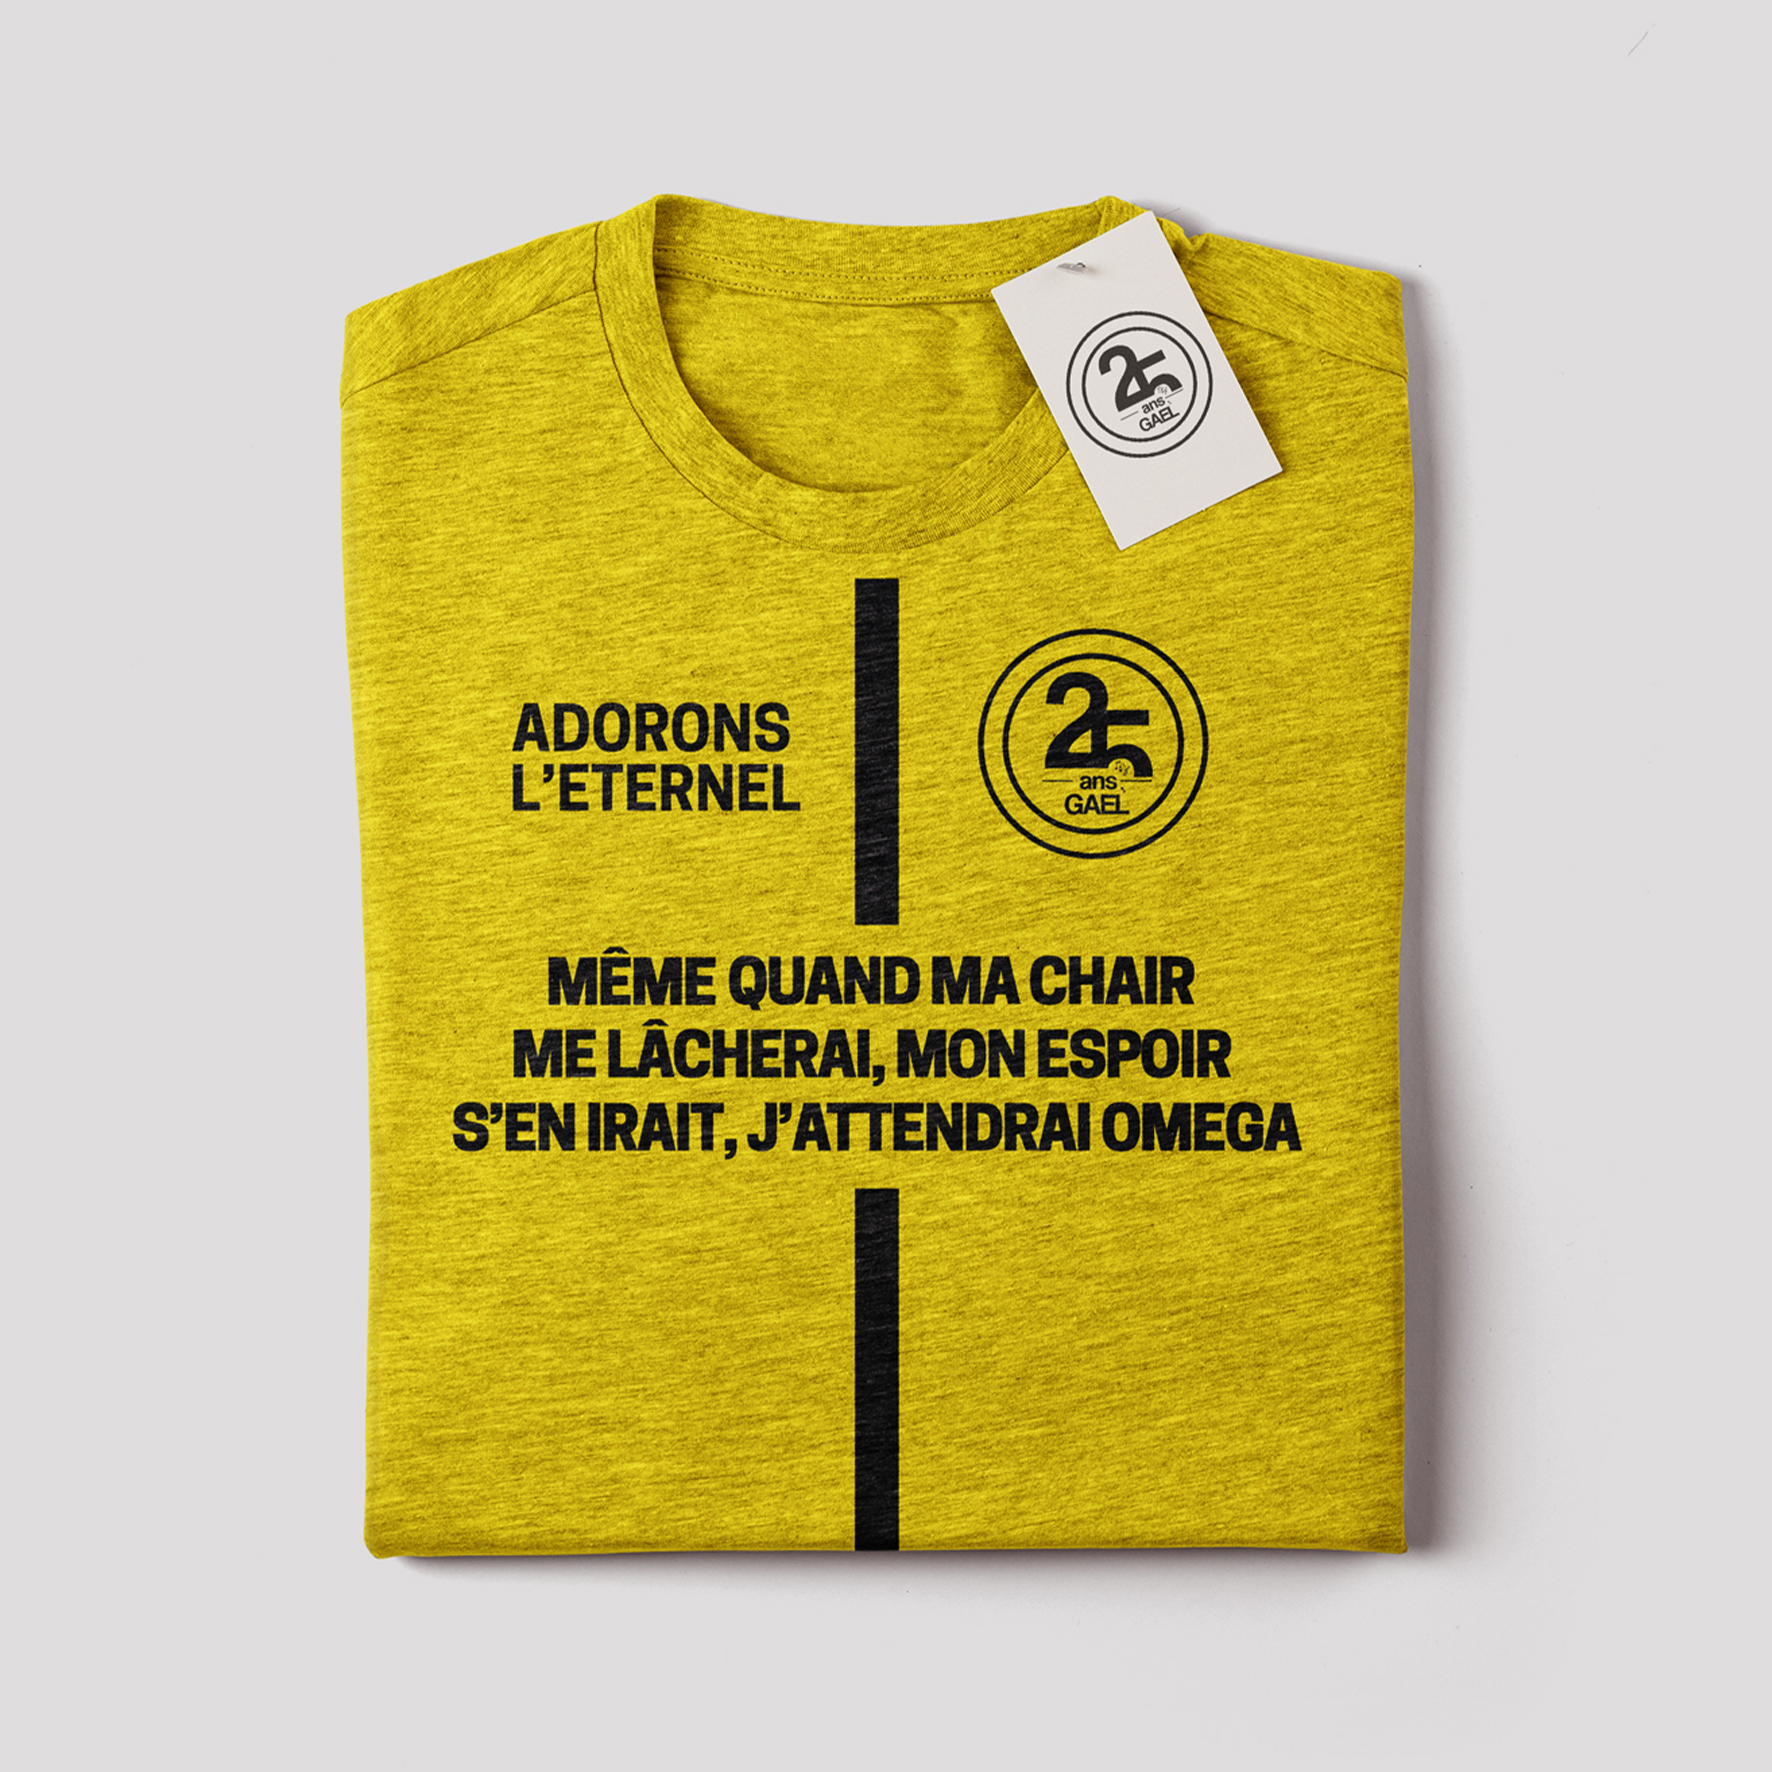 25
ans
GAEL
ADORONS
L'ETERNEL
25
ans
GAEL
MÊME QUAND MA CHAIR
ME LÂCHERAI, MON ESPOIR
S'EN IRAIT, J'ATTENDRAI OMEGA